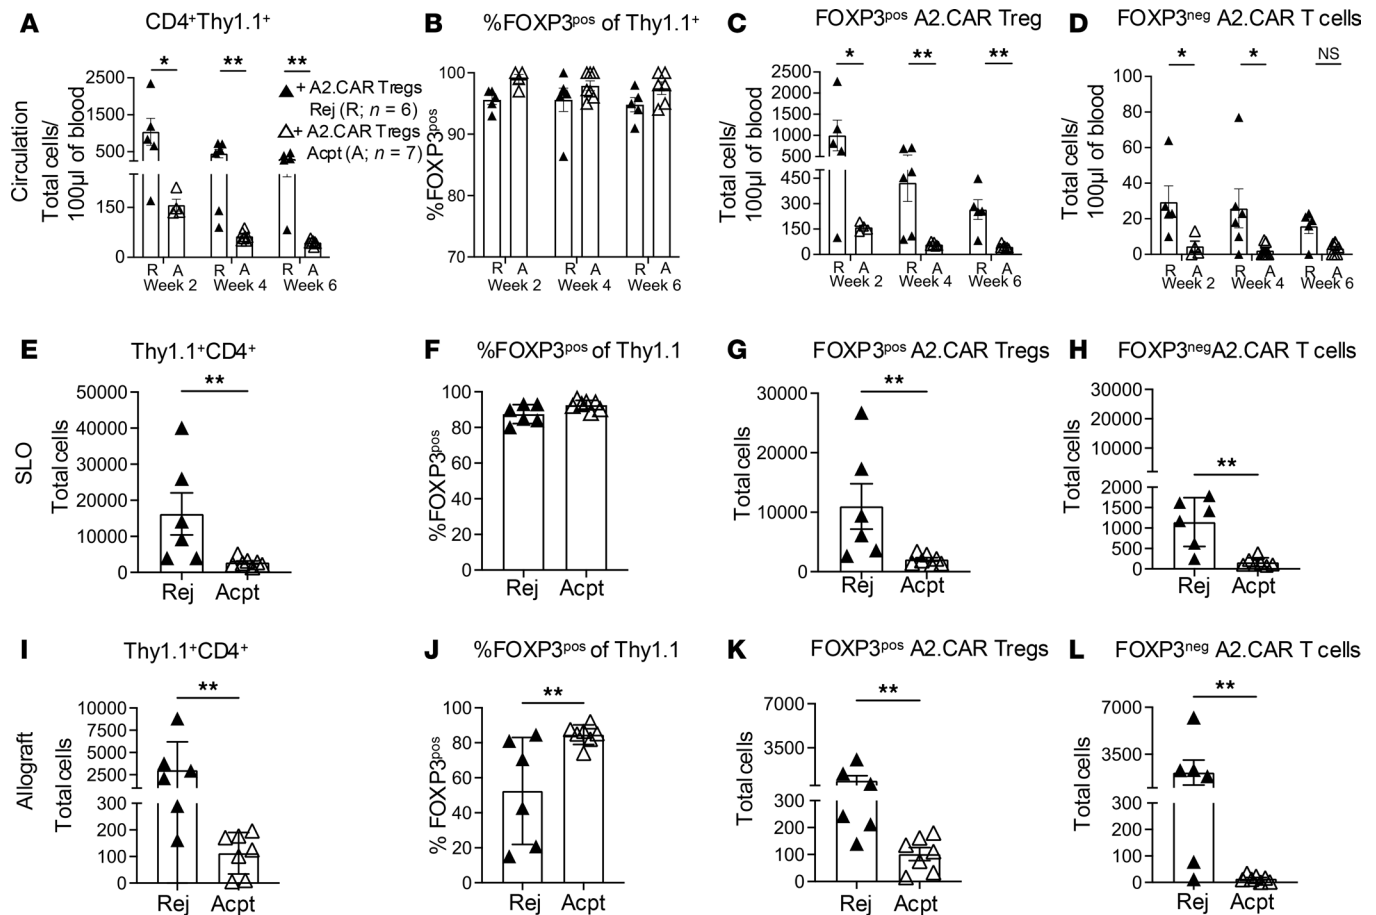 A CD4⁺Thy1.1⁺
Circulation
Total cells/
100µl of blood
2500
1500
500
150
0
* ** **
▲ + A2.CAR Tregs
Rej (R; n = 6)
△ + A2.CAR Tregs
Acpt (A; n = 7)
R A R A R A
Week 2 Week 4 Week 6
B %FOXP3ᵖᵒˢ of Thy1.1⁺
%FOXP3ᵖᵒˢ
100
90
80
70
R A R A R A
Week 2 Week 4 Week 6
C FOXP3ᵖᵒˢ A2.CAR Treg
Total cells/
100µl of blood
2500
2000
1500
1000
500
450
300
150
0
* ** **
R A R A R A
Week 2 Week 4 Week 6
D FOXP3ⁿᵉᵍ A2.CAR T cells
Total cells/
100µl of blood
100
80
60
40
20
0
* * NS
R A R A R A
Week 2 Week 4 Week 6
E Thy1.1⁺CD4⁺
SLO
Total cells
50000
40000
30000
20000
10000
0
**
Rej Acpt
F %FOXP3ᵖᵒˢ of Thy1.1
%FOXP3ᵖᵒˢ
100
80
60
40
20
0
Rej Acpt
G FOXP3ᵖᵒˢ A2.CAR Tregs
Total cells
30000
20000
10000
0
**
Rej Acpt
H FOXP3ⁿᵉᵍA2.CAR T cells
Total cells
30000
20000
10000
2000
1500
1000
500
0
**
Rej Acpt
I Thy1.1⁺CD4⁺
Allograft
Total cells
10000
7500
5000
2500
300
200
100
0
**
Rej Acpt
J %FOXP3ᵖᵒˢ of Thy1.1
% FOXP3ᵖᵒˢ
100
80
60
40
20
0
**
Rej Acpt
K FOXP3ᵖᵒˢ A2.CAR Tregs
Total cells
7000
3500
300
200
100
0
**
Rej Acpt
L FOXP3ⁿᵉᵍ A2.CAR T cells
Total cells
7000
3500
300
200
100
0
**
Rej Acpt